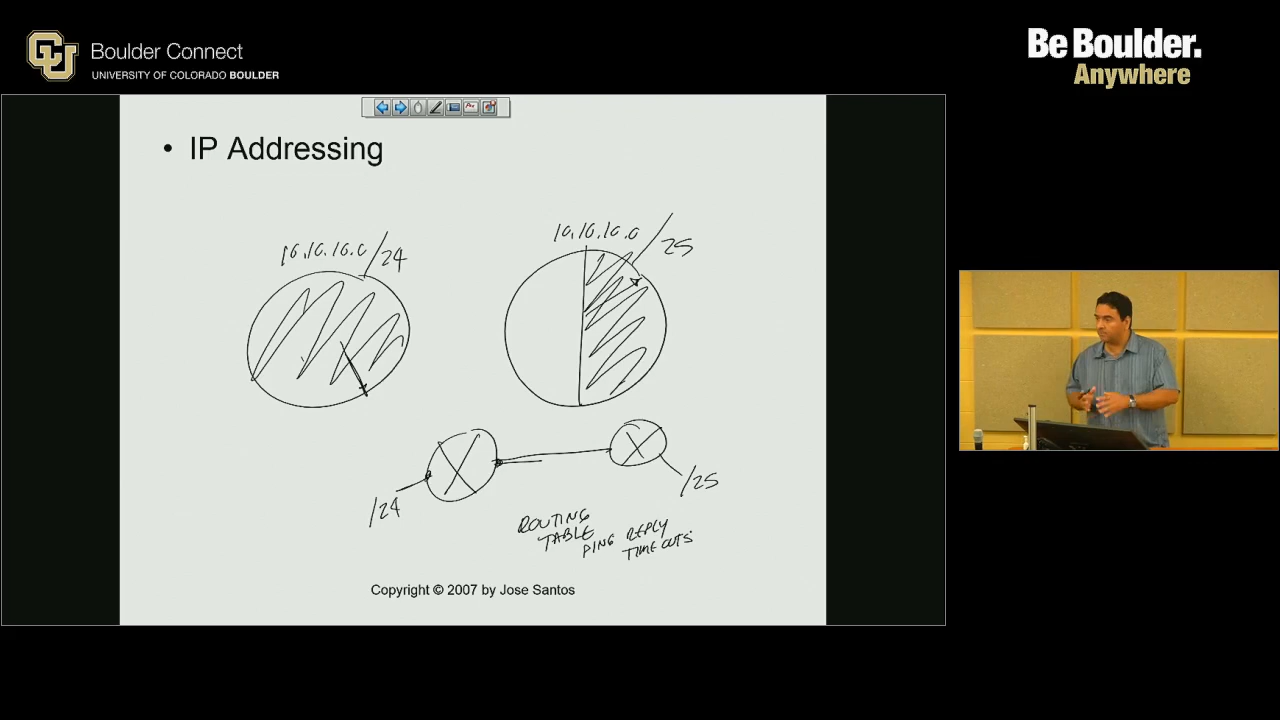 CU
Boulder Connect
UNIVERSITY OF COLORADO BOULDER
Be Boulder.
Anywhere
• IP Addressing
10.10.10.0/24
10.10.10.0/25
/24
/25
ROUTING
TABLE
PING REPLY
TIME OUTS
Copyright © 2007 by Jose Santos